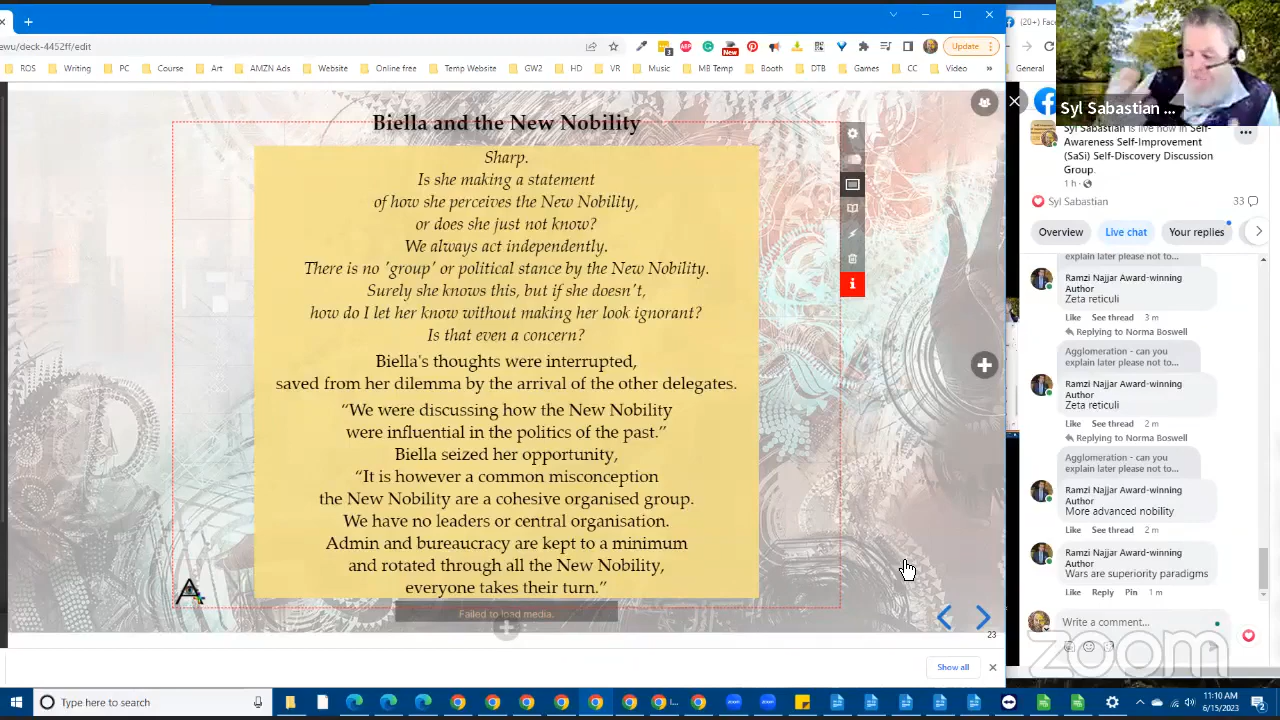 (20+) Fac
ewu/deck-4452ff/edit
Update
ROS
Writing
PC
Course
Art
AMZN Ads
Website
Online free
Temp Website
GW2
HD
VR
Music
MB Temp
Booth
DTB
Games
CC
Video
»
General
Biella and the New Nobility
Sharp.
Is she making a statement
of how she perceives the New Nobility,
or does she just not know?
We always act independently.
There is no 'group' or political stance by the New Nobility.
Surely she knows this, but if she doesn't,
how do I let her know without making her look ignorant?
Is that even a concern?
Biella's thoughts were interrupted,
saved from her dilemma by the arrival of the other delegates.
“We were discussing how the New Nobility
were influential in the politics of the past.”
Biella seized her opportunity,
“It is however a common misconception
the New Nobility are a cohesive organised group.
We have no leaders or central organisation.
Admin and bureaucracy are kept to a minimum
and rotated through all the New Nobility,
everyone takes their turn.”
Failed to load media.
23
Show all
Syl Sabastian ...
Syl Sabastian is live now in Self-
Awareness Self-Improvement
(SaSi) Self-Discovery Discussion
Group.
1 h
Syl Sabastian
33
Overview
Live chat
Your replies
explain later please not to...
Ramzi Najjar Award-winning
Author
Zeta reticuli
Like See thread 3 m
Replying to Norma Boswell
Agglomeration - can you
explain later please not to...
Ramzi Najjar Award-winning
Author
Zeta reticuli
Like See thread 2 m
Replying to Norma Boswell
Agglomeration - can you
explain later please not to...
Ramzi Najjar Award-winning
Author
More advanced nobility
Like See thread 2 m
Ramzi Najjar Award-winning
Author
Wars are superiority paradigms
Like Reply Pin 1 m
Write a comment...
zoom
Type here to search
11:10 AM
6/15/2023